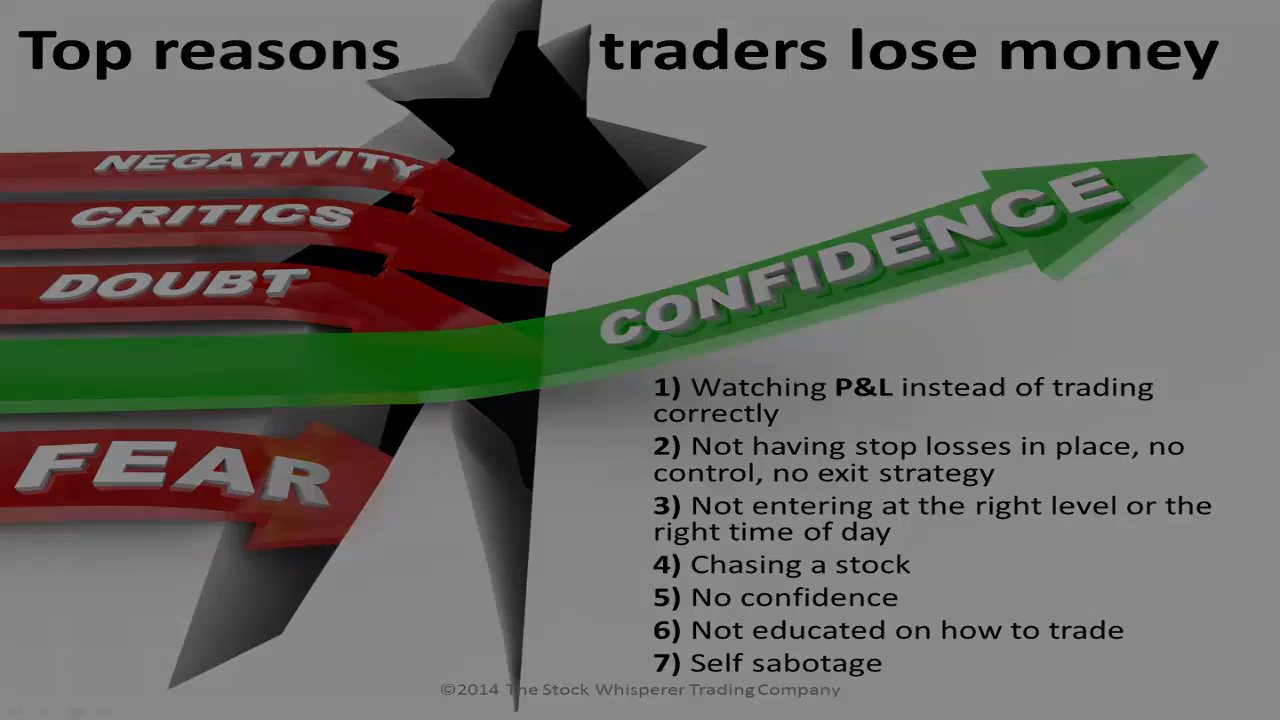 Top reasons traders lose money
NEGATIVITY
CRITICS
DOUBT
CONFIDENCE
FEAR
1) Watching P&L instead of trading
correctly
2) Not having stop losses in place, no
control, no exit strategy
3) Not entering at the right level or the
right time of day
4) Chasing a stock
5) No confidence
6) Not educated on how to trade
7) Self sabotage
©2014 The Stock Whisperer Trading Company